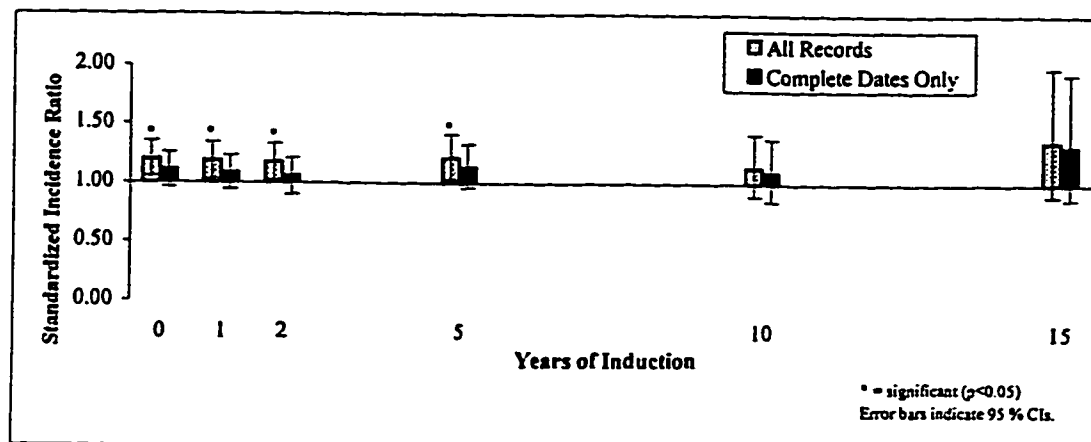 All Records
Complete Dates Only
2.00
1.50
1.00
0.50
0.00
Standardized Incidence Ratio
* * * *
0 1 2 5 10 15
Years of Induction
* = significant (p<0.05)
Error bars indicate 95 % CIs.